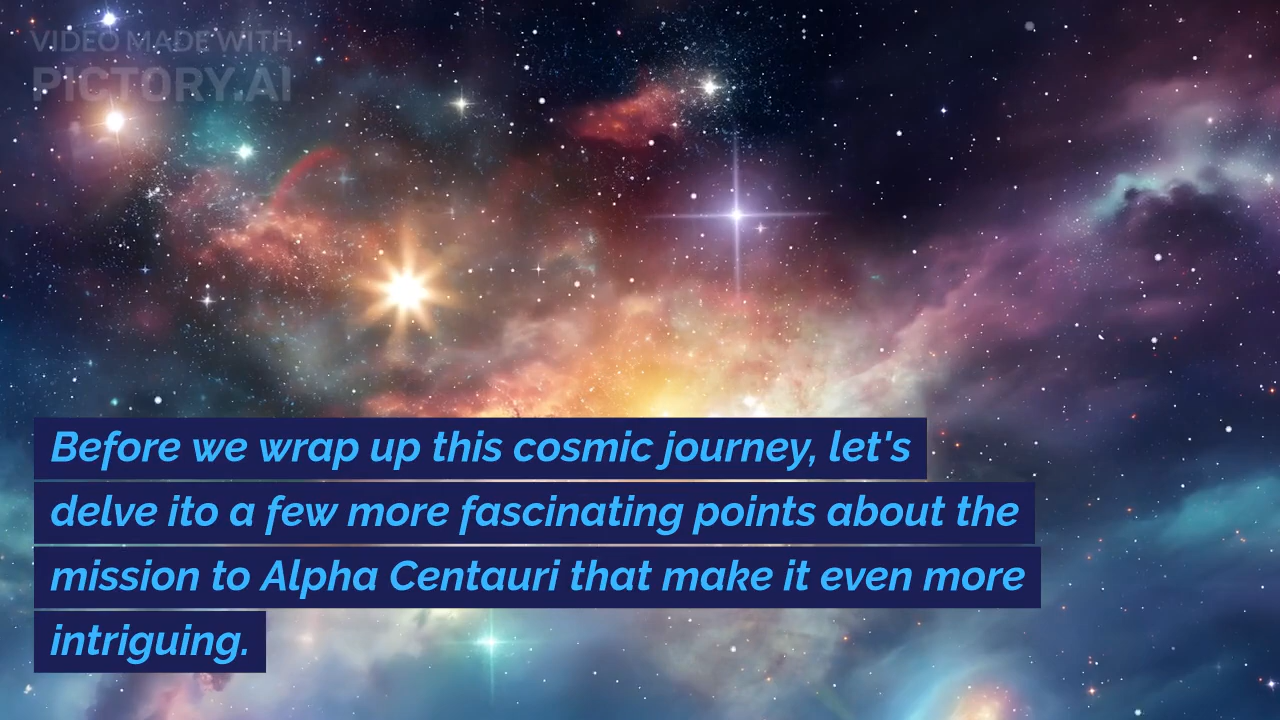 VIDEO MADE WITH
PICTORY.AI
Before we wrap up this cosmic journey, let's
delve ito a few more fascinating points about the
mission to Alpha Centauri that make it even more
intriguing.